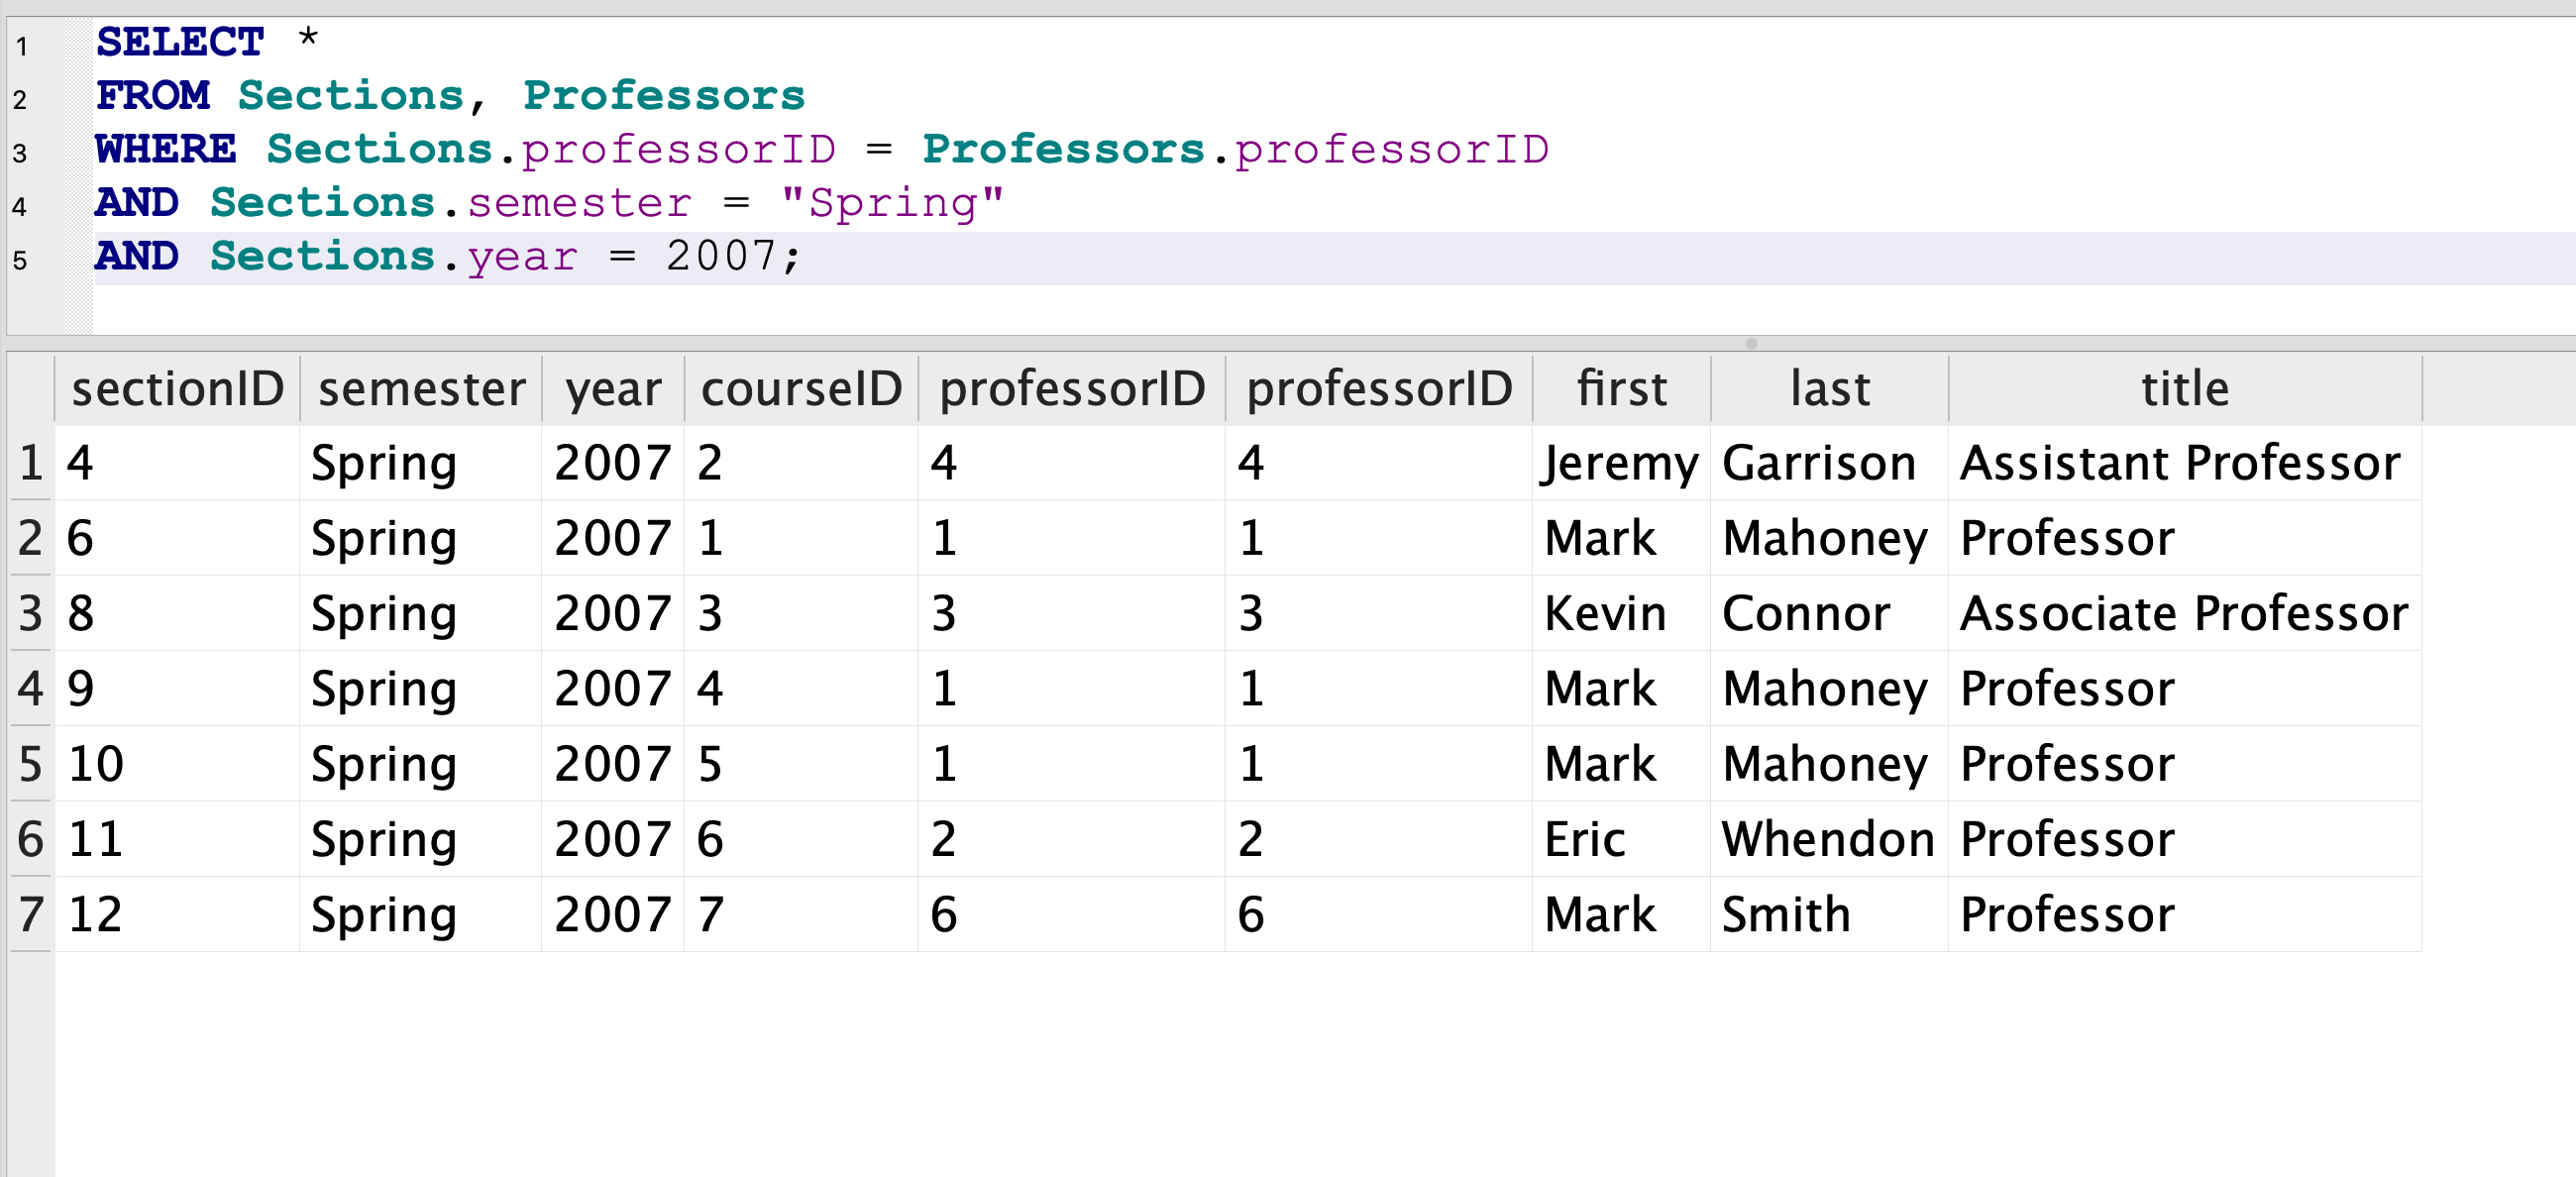 1 SELECT *
2 FROM Sections, Professors
3 WHERE Sections.professorID = Professors.professorID
4 AND Sections.semester = "Spring"
5 AND Sections.year = 2007;
sectionID semester year courseID professorID professorID first last title
1 4 Spring 2007 2 4 4 Jeremy Garrison Assistant Professor
2 6 Spring 2007 1 1 1 Mark Mahoney Professor
3 8 Spring 2007 3 3 3 Kevin Connor Associate Professor
4 9 Spring 2007 4 1 1 Mark Mahoney Professor
5 10 Spring 2007 5 1 1 Mark Mahoney Professor
6 11 Spring 2007 6 2 2 Eric Whendon Professor
7 12 Spring 2007 7 6 6 Mark Smith Professor